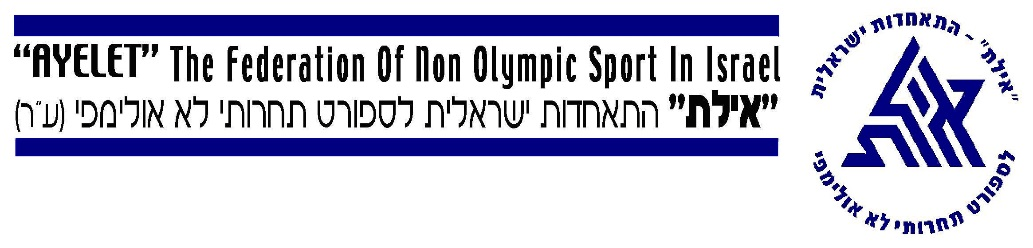 “AYELET” The Federation Of Non Olympic Sport In Israel
"אילת" התאחדות ישראלית לספורט תחרותי לא אולימפי (ע"ר)
"אילת" - התאחדות ישראלית
לספורט תחרותי לא אולימפי
אילת